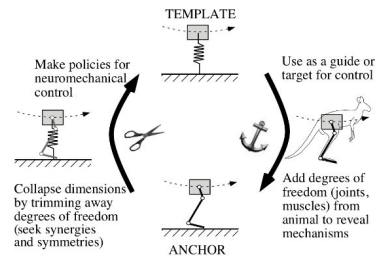 TEMPLATE
Make policies for
neuromechanical
control
Use as a guide or
target for control
Collapse dimensions
by trimming away
degrees of freedom
(seek synergies
and symmetries)
Add degrees of
freedom (joints,
muscles) from
animal to reveal
mechanisms
ANCHOR